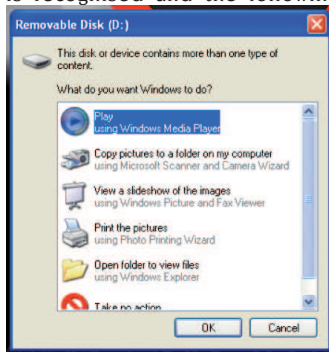 Removable Disk (D:)
This disk or device contains more than one type of
content.
What do you want Windows to do?
Play
using Windows Media Player
Copy pictures to a folder on my computer
using Microsoft Scanner and Camera Wizard
View a slideshow of the images
using Windows Picture and Fax Viewer
Print the pictures
using Photo Printing Wizard
Open folder to view files
using Windows Explorer
Take no action
OK Cancel